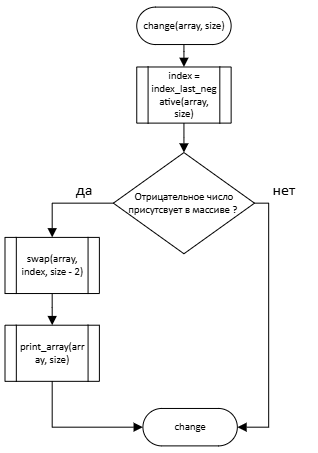 change(array, size)
index =
index_last_neg
ative(array,
size)
да
Отрицательное число
присутсвует в массиве ?
нет
swap(array,
index, size - 2)
print_array(arr
ay, size)
change